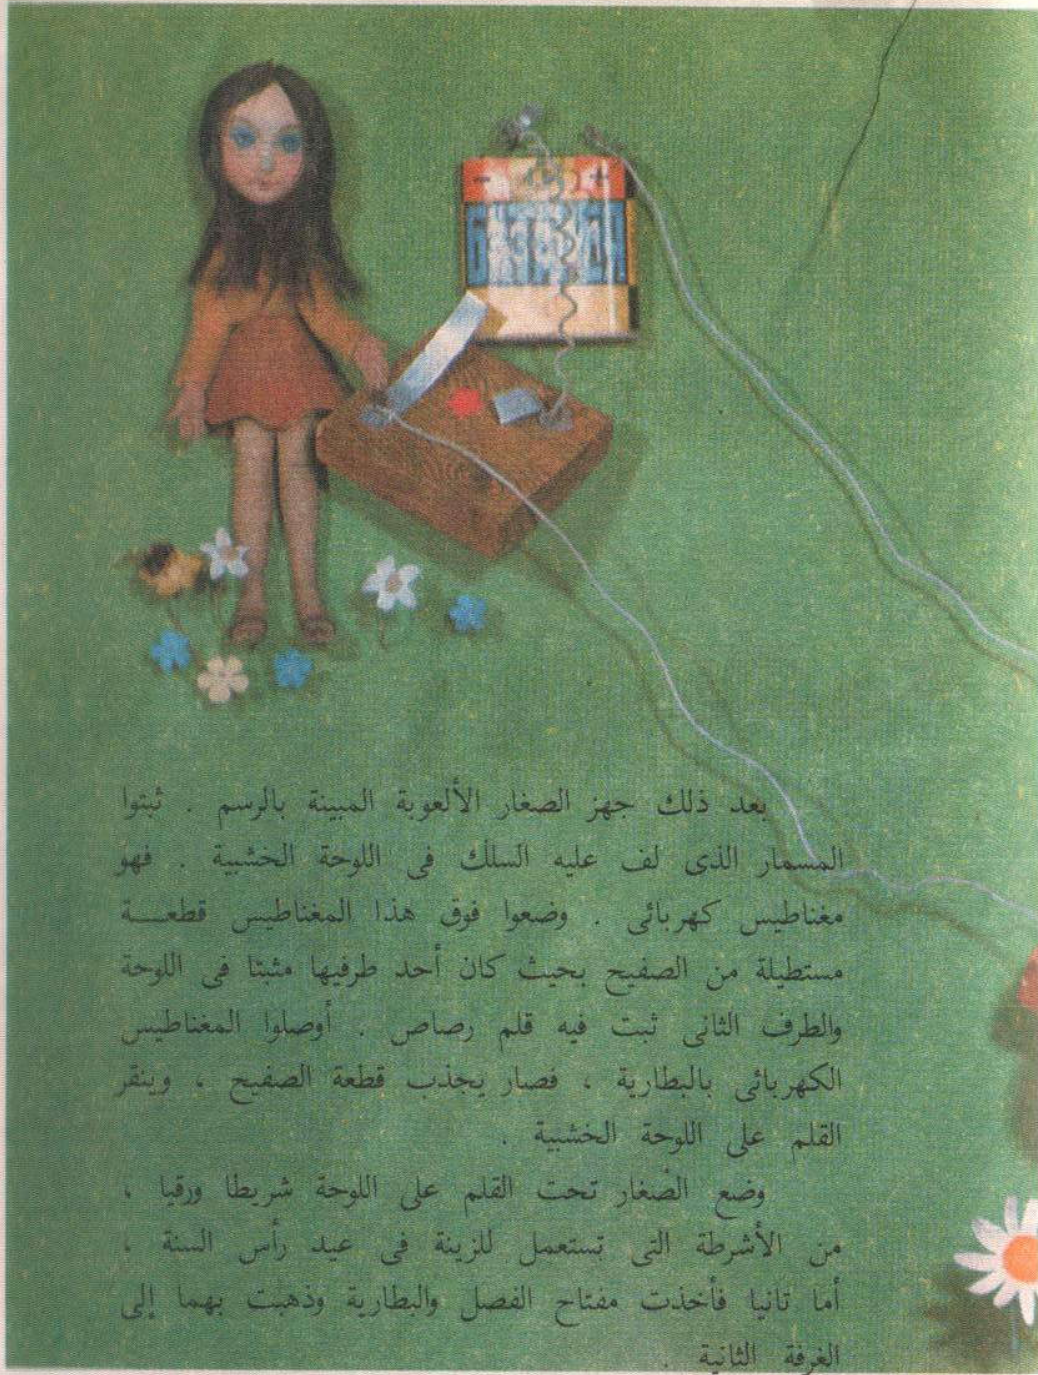 - +
بعد ذلك جهز الصغار الألعوبة المبينة بالرسم . ثبتوا
المسمار الذى لف عليه السلك فى اللوحة الخشبية . فهو
مغناطيس كهربائى . وضعوا فوق هذا المغناطيس قطعـــة
مستطيلة من الصفيح بحيث كان أحد طرفيها مثبتا فى اللوحة
والطرف الثانى ثبت فيه قلم رصاص . أوصلوا المغناطيس
الكهربائى بالبطارية ، فصار يجذب قطعة الصفيح ، وينقر
القلم على اللوحة الخشبية .
وضع الصغار تحت القلم على اللوحة شريطا ورقيا ،
من الأشرطة التى تستعمل للزينة فى عيد رأس السنة ،
أما تانيا فأخذت مفتاح الفصل والبطارية وذهبت بهما إلى
الغرفة الثانية .